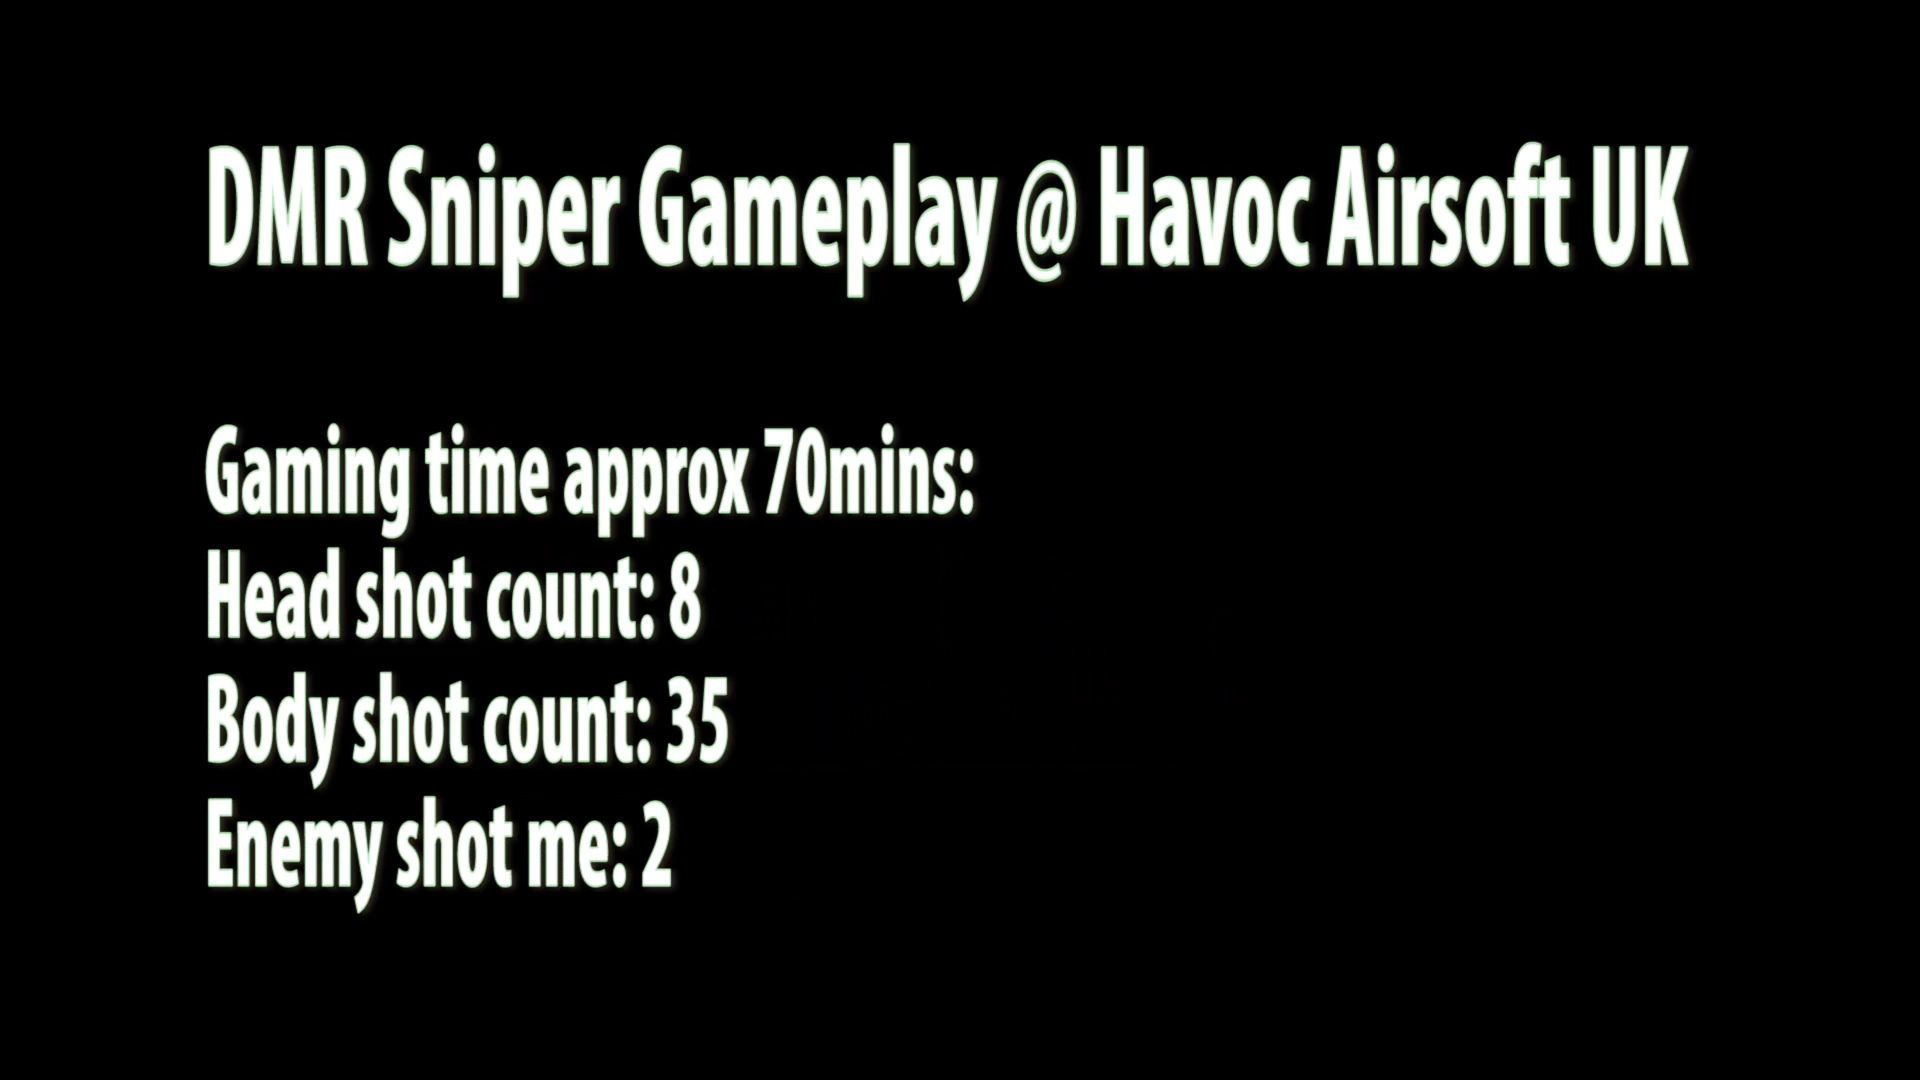 DMR Sniper Gameplay @ Havoc Airsoft UK
Gaming time approx 70mins:
Head shot count: 8
Body shot count: 35
Enemy shot me: 2